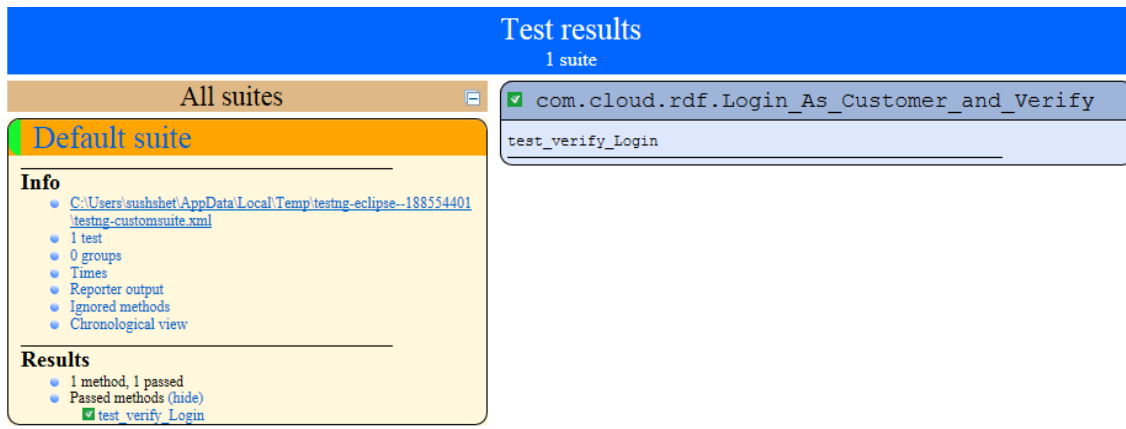 Test results
1 suite
All suites
Default suite
Info
C:\Users\sushshet\AppData\Local\Temp\testng-eclipse--188554401
\testng-customsuite.xml
1 test
0 groups
Times
Reporter output
Ignored methods
Chronological view
Results
1 method, 1 passed
Passed methods (hide)
test_verify_Login
com.cloud.rdf.Login_As_Customer_and_Verify
test_verify_Login